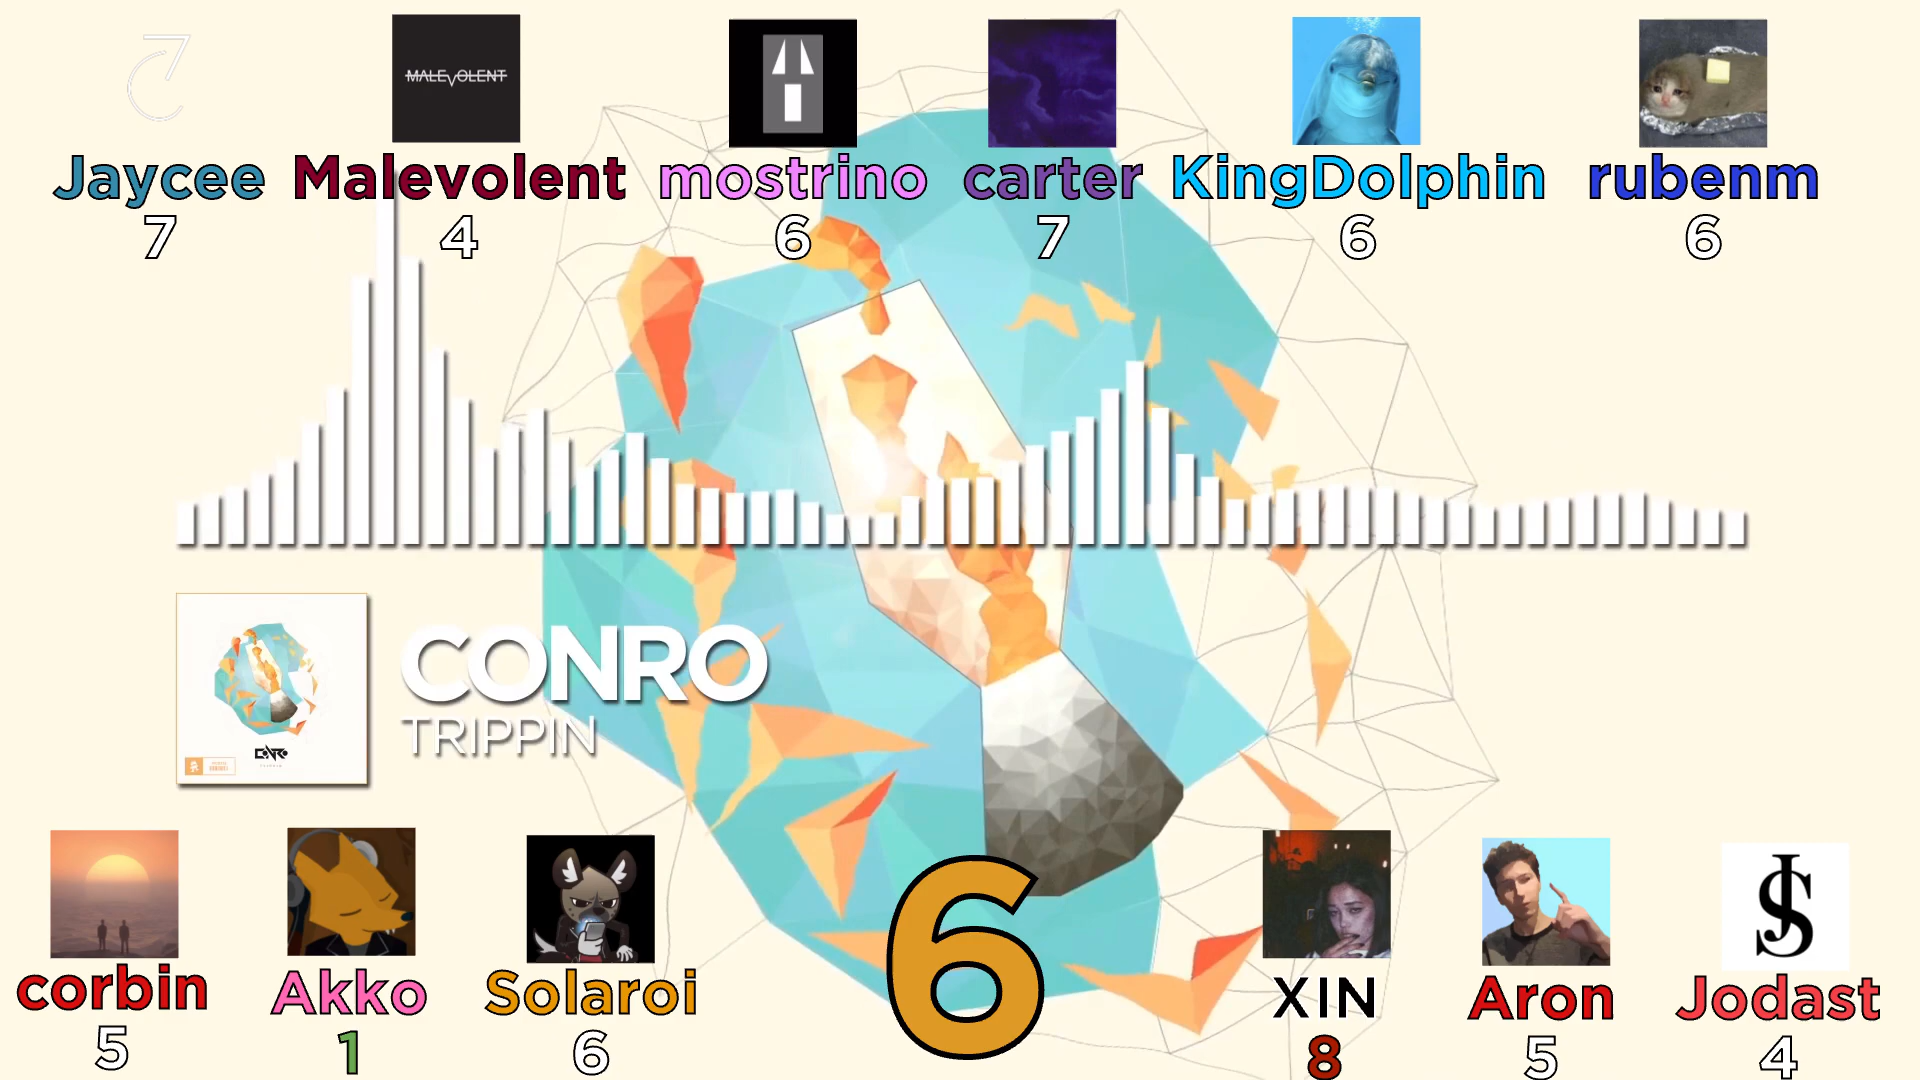 MALEVOLENT
Jaycee Malevolent mostrino carter KingDolphin rubenm
7 4 6 7 6 6
CONRO
TRIPPIN
CONRO
corbin Akko Solaroi XIN Aron Jodast
5 1 6 6 8 5 4